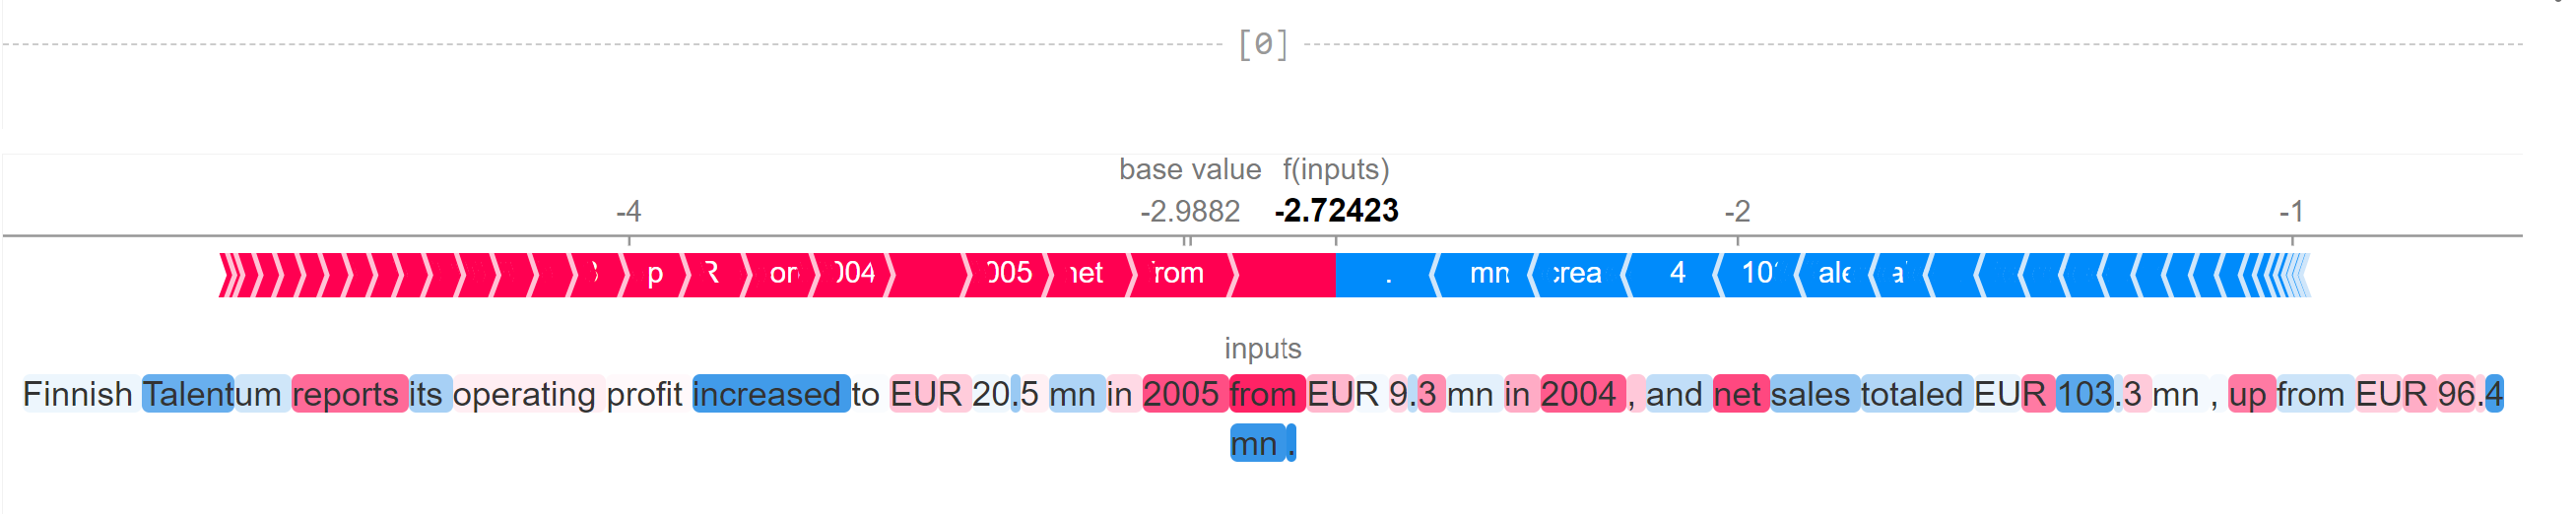 [0]
base value f(inputs)
-4 -2.9882 -2.72423 -2 -1
p R or 004 005 net from . mn crea 4 10 ale a
inputs
Finnish Talentum reports its operating profit increased to EUR 20.5 mn in 2005 from EUR 9.3 mn in 2004 , and net sales totaled EUR 103.3 mn , up from EUR 96.4
mn .